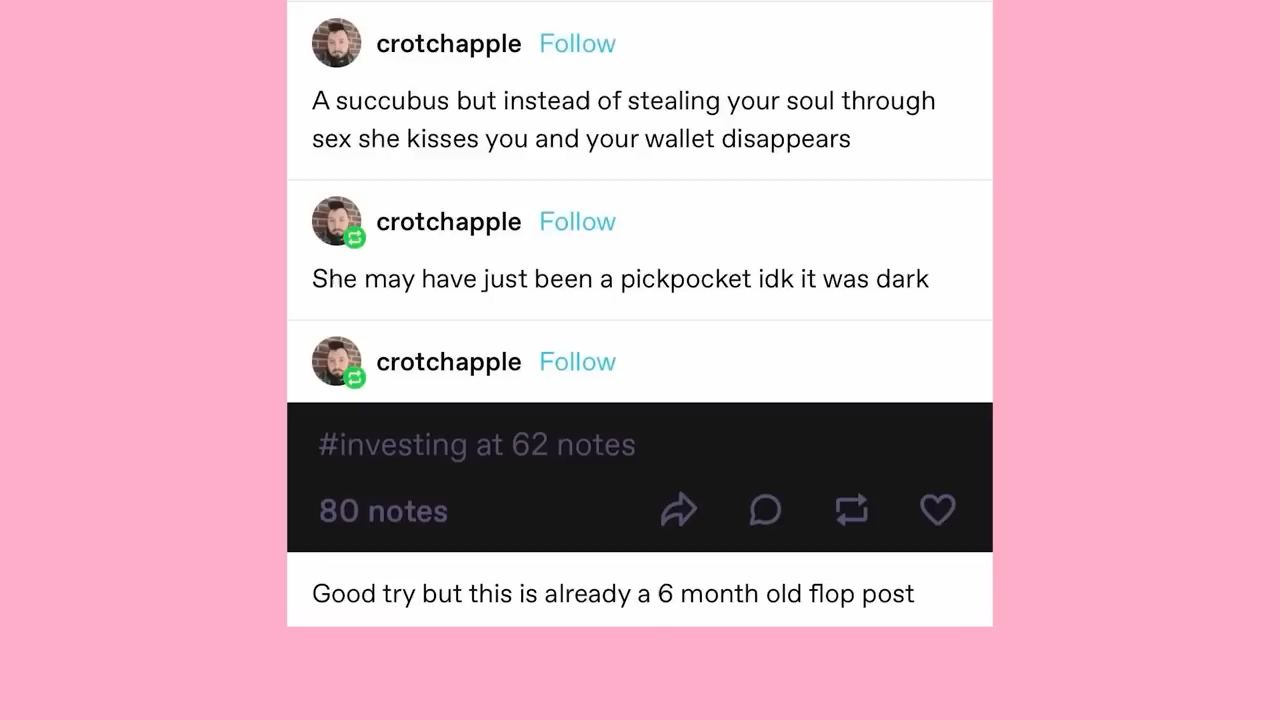 crotchapple Follow
A succubus but instead of stealing your soul through
sex she kisses you and your wallet disappears
crotchapple Follow
She may have just been a pickpocket idk it was dark
crotchapple Follow
#investing at 62 notes
80 notes
Good try but this is already a 6 month old flop post